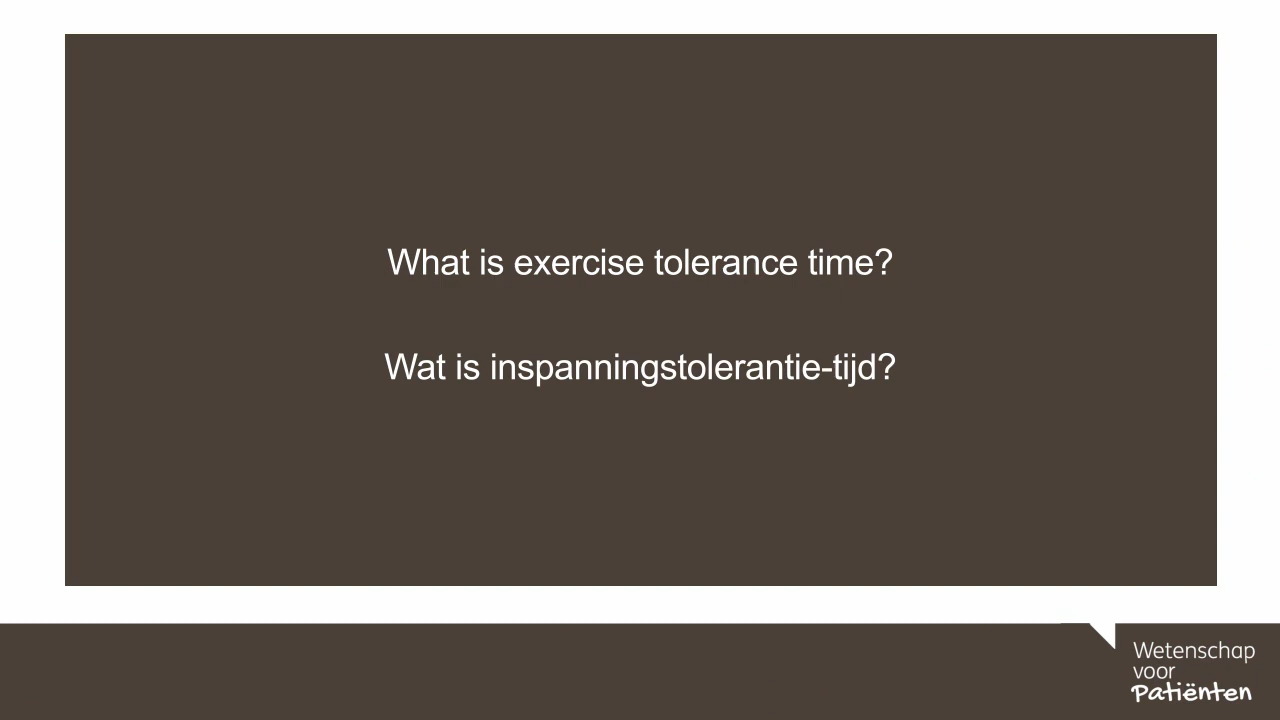 What is exercise tolerance time?
Wat is inspanningstolerantie-tijd?
Wetenschap
voor
Patiënten